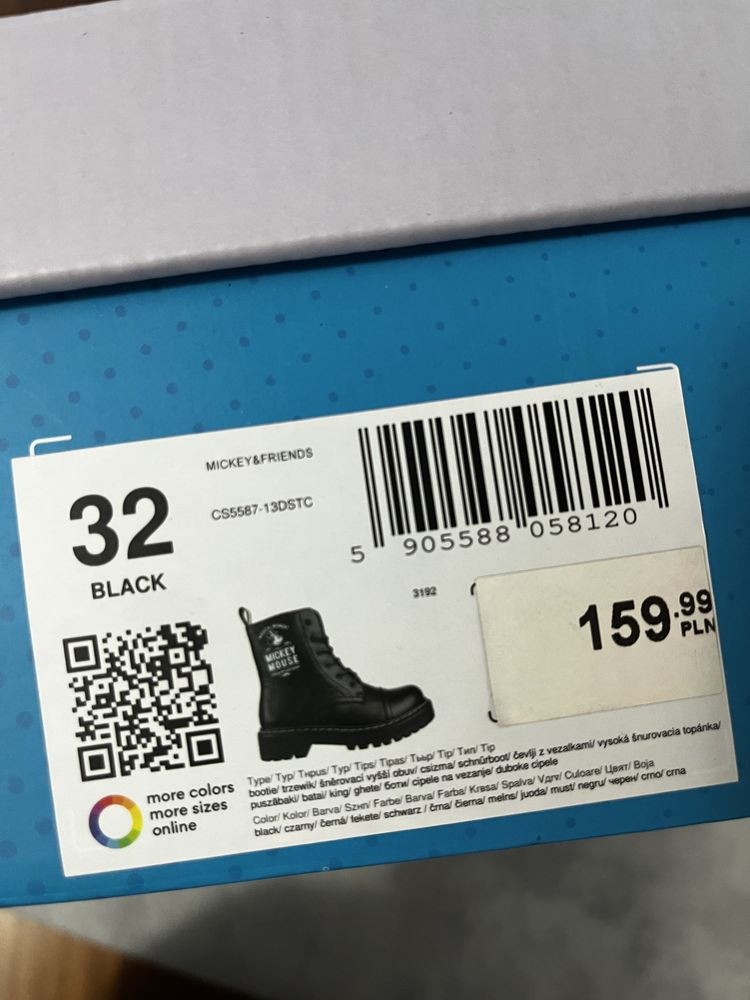 MICKEY&FRIENDS
32
CS5587-13DSTC
BLACK
5 905588 058120
3192
159.99
PLN
MICKEY
MOUSE
more colors
more sizes
online
Type/ Typ/ Типus/ Typ/ Tips/ Tipas/ Тыър/ Tip/ Тип/ Tip
bootie/ trzewik/ šněrovací vyšší obuv/ csizma/ schnürboot/ čevlji z vezalkami/ vysoká šnurovacia topánka/
puszābaki/ batai/ king/ ghete/ боти/ cipele na vezanje/ duboke cipele
Color/ Kolor/ Barva/ Szнп/ Farbe/ Barva/ Farba/ Krasa/ Spalva/ Värv/ Culoare/ Цвят/ Boja
black/ czarny/ černá/ fekete/ schwarz / črna/ čierna/ melns/ juoda/ must/ negru/ черен/ crno/ crna